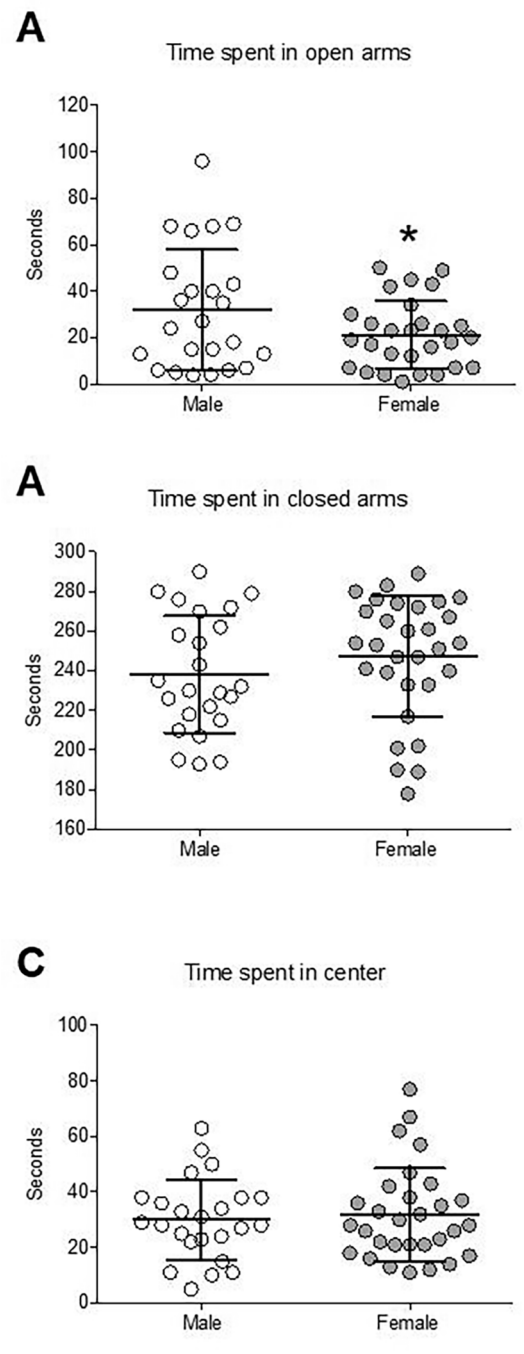 A
Time spent in open arms
120
100
80
60
40
20
0
Seconds
*
Male Female
A
Time spent in closed arms
300
280
260
240
220
200
180
160
Seconds
Male Female
C
Time spent in center
100
80
60
40
20
0
Seconds
Male Female